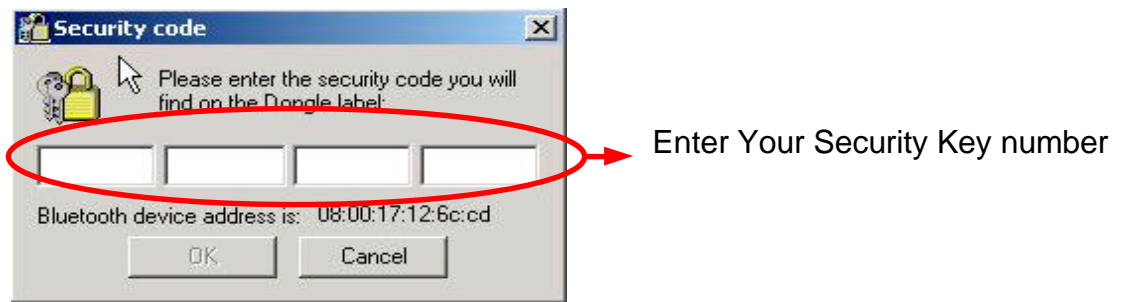 Security code
Please enter the security code you will
find on the Dongle label:
Enter Your Security Key number
Bluetooth device address is: 08:00:17:12:6c:cd
OK Cancel